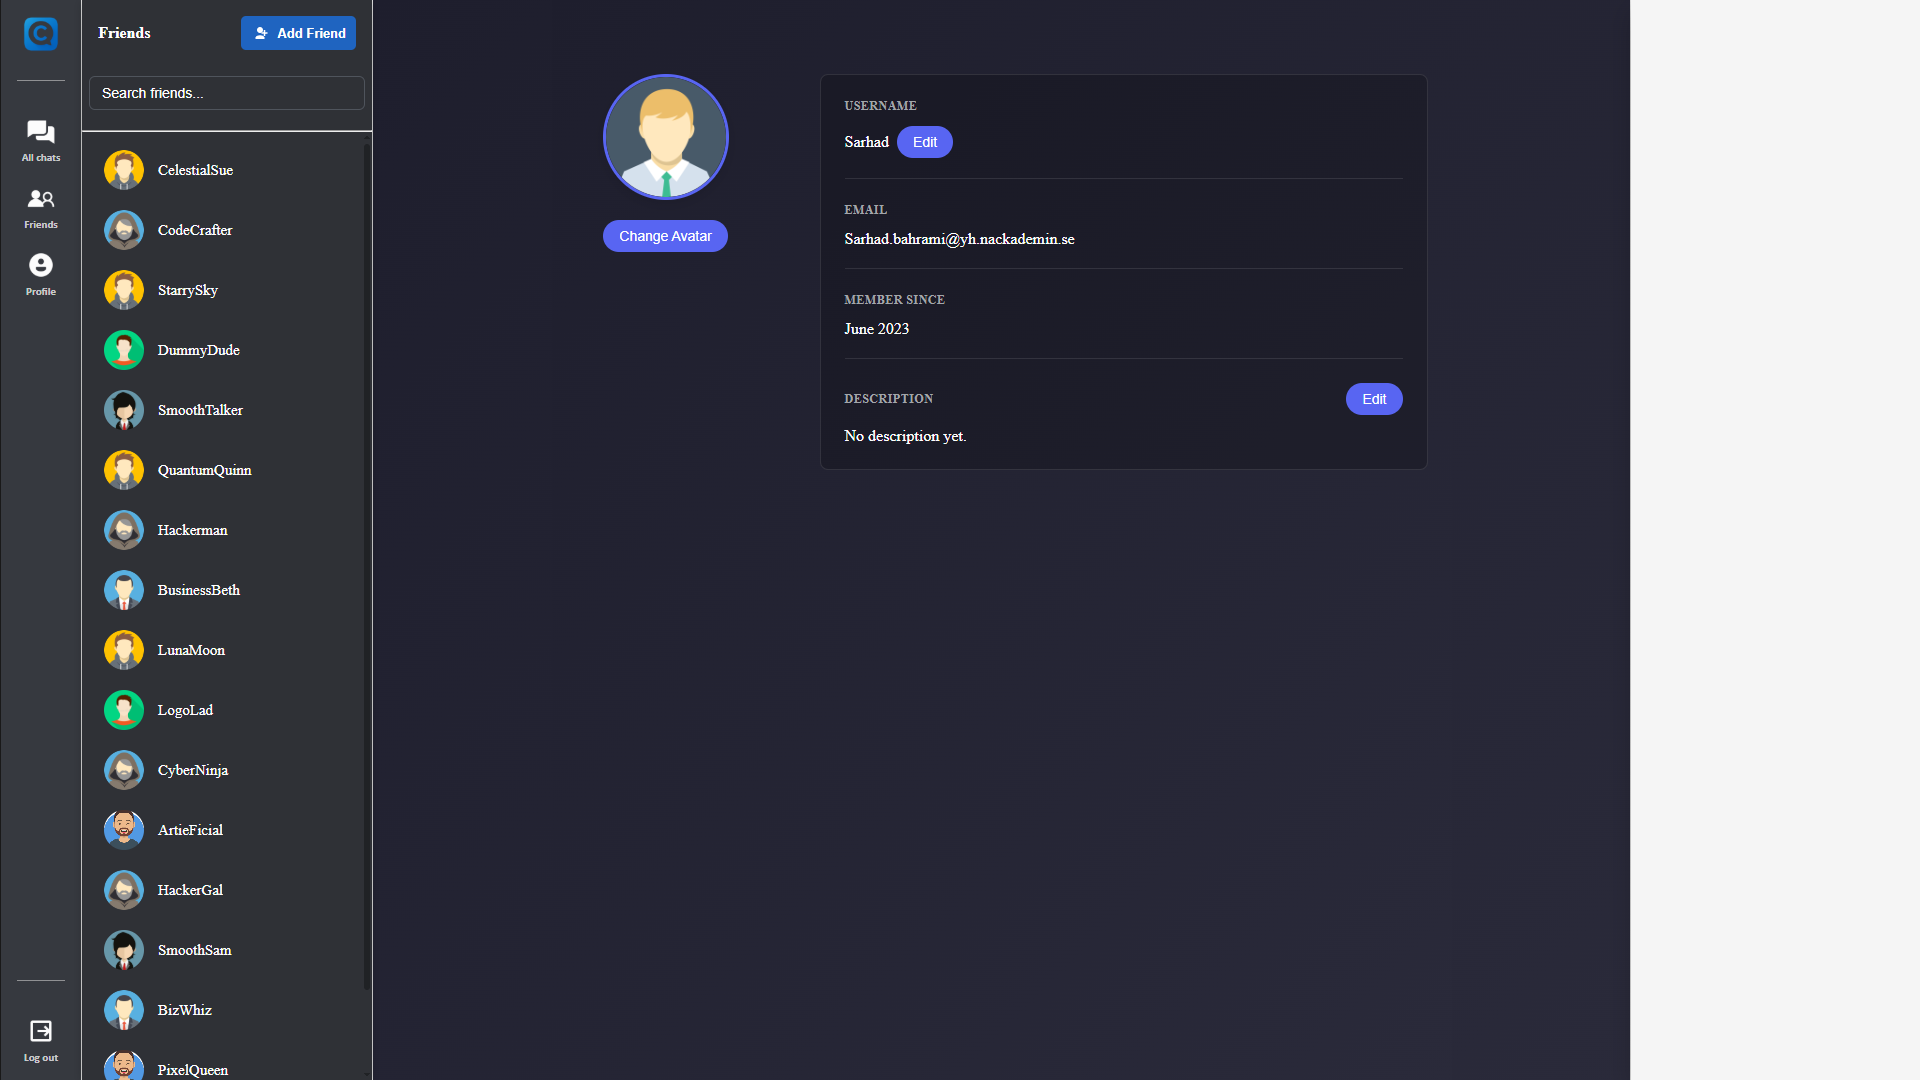 All chats
Friends
Profile
Log out
Friends
Add Friend
Search friends...
CelestialSue
CodeCrafter
StarrySky
DummyDude
SmoothTalker
QuantumQuinn
Hackerman
BusinessBeth
LunaMoon
LogoLad
CyberNinja
ArtieFicial
HackerGal
SmoothSam
BizWhiz
PixelQueen
Change Avatar
USERNAME
Sarhad Edit
EMAIL
Sarhad.bahrami@yh.nackademin.se
MEMBER SINCE
June 2023
DESCRIPTION Edit
No description yet.